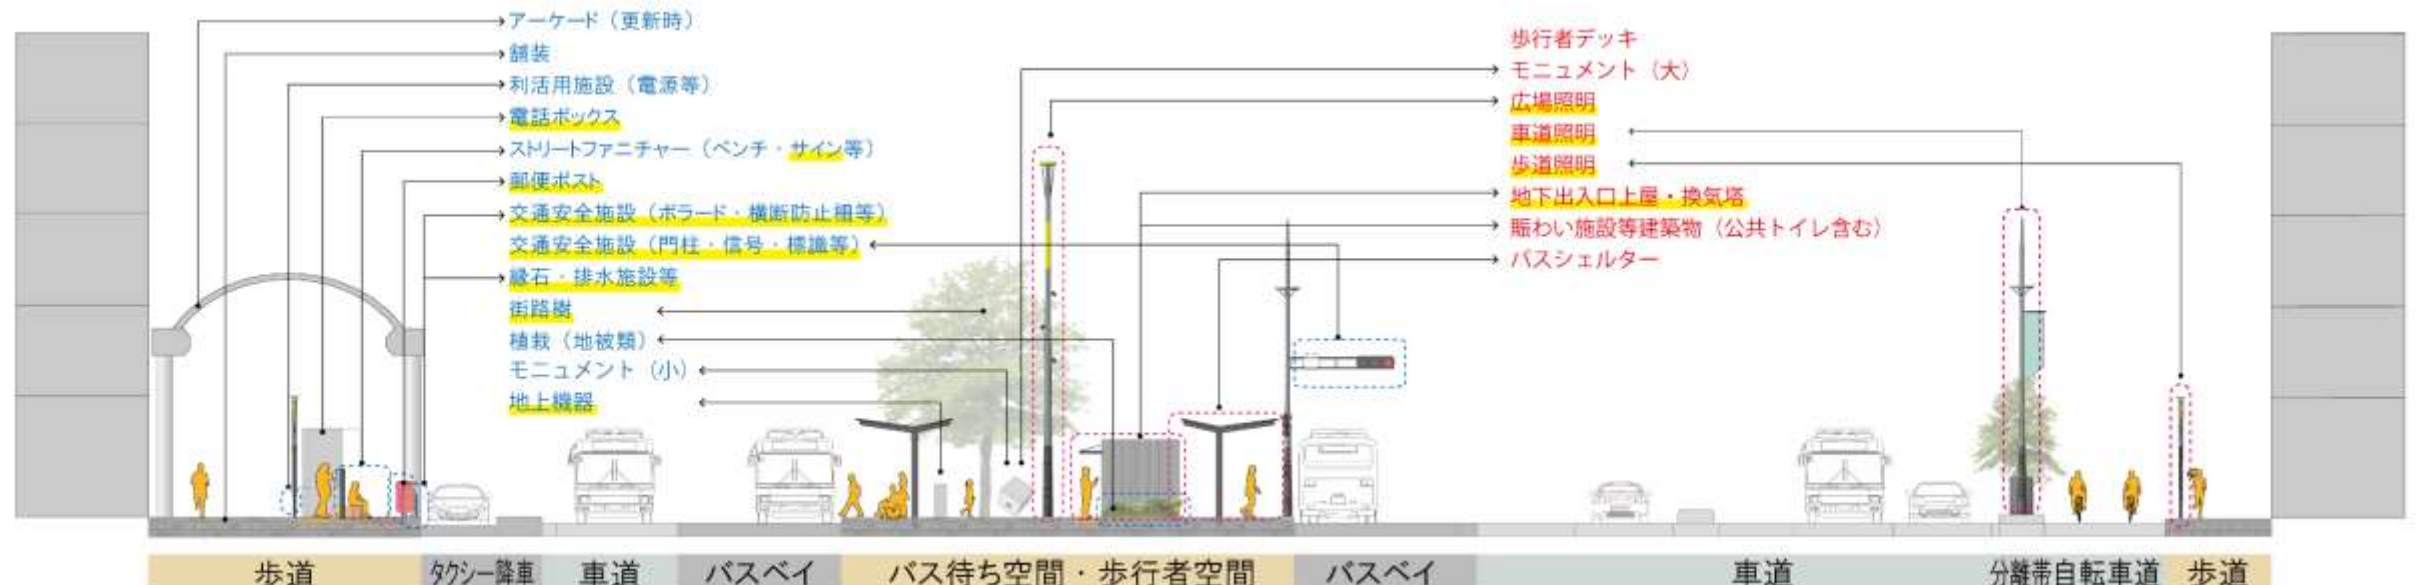 アーケード（更新時）
舗装
利活用施設（電源等）
電話ボックス
ストリートファニチャー（ベンチ・サイン等）
郵便ポスト
交通安全施設（ボラード・横断防止柵等）
交通安全施設（門柱・信号・標識等）
縁石・排水施設等
街路樹
植栽（地被類）
モニュメント（小）
地上機器
歩行者デッキ
モニュメント（大）
広場照明
車道照明
歩道照明
地下出入口上屋・換気塔
賑わい施設等建築物（公共トイレ含む）
バスシェルター
歩道 タクシー降車 車道 バスベイ バス待ち空間・歩行者空間 バスベイ 車道 分離帯 自転車道 歩道